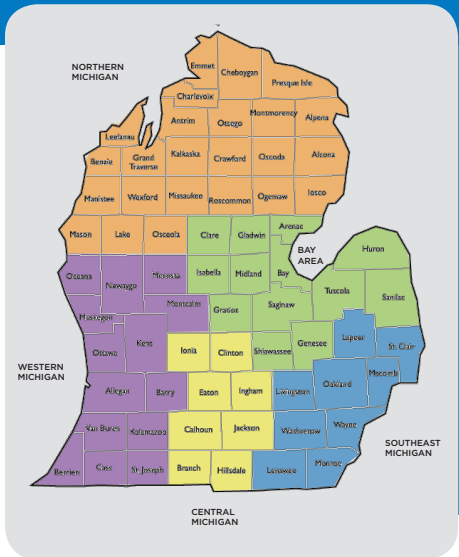 NORTHERN
MICHIGAN
Emmet
Cheboygan
Presque Isle
Charlevoix
Antrim
Otsego
Montmorency
Alpena
Leelanau
Benzie
Grand
Traverse
Kalkaska
Crawford
Oscoda
Alcona
Manistee
Wexford
Missaukee
Roscommon
Ogemaw
Iosco
Mason
Lake
Osceola
Clare
Gladwin
Arenac
BAY
AREA
Huron
Oceana
Newaygo
Mecosta
Isabella
Midland
Bay
Tuscola
Sanilac
Muskegon
Montcalm
Gratiot
Saginaw
Ottawa
Kent
Ionia
Clinton
Shiawassee
Genesee
Lapeer
St. Clair
WESTERN
MICHIGAN
Allegan
Barry
Eaton
Ingham
Livingston
Oakland
Macomb
Van Buren
Kalamazoo
Calhoun
Jackson
Washtenaw
Wayne
SOUTHEAST
MICHIGAN
Berrien
Cass
St Joseph
Branch
Hillsdale
Lenawee
Monroe
CENTRAL
MICHIGAN